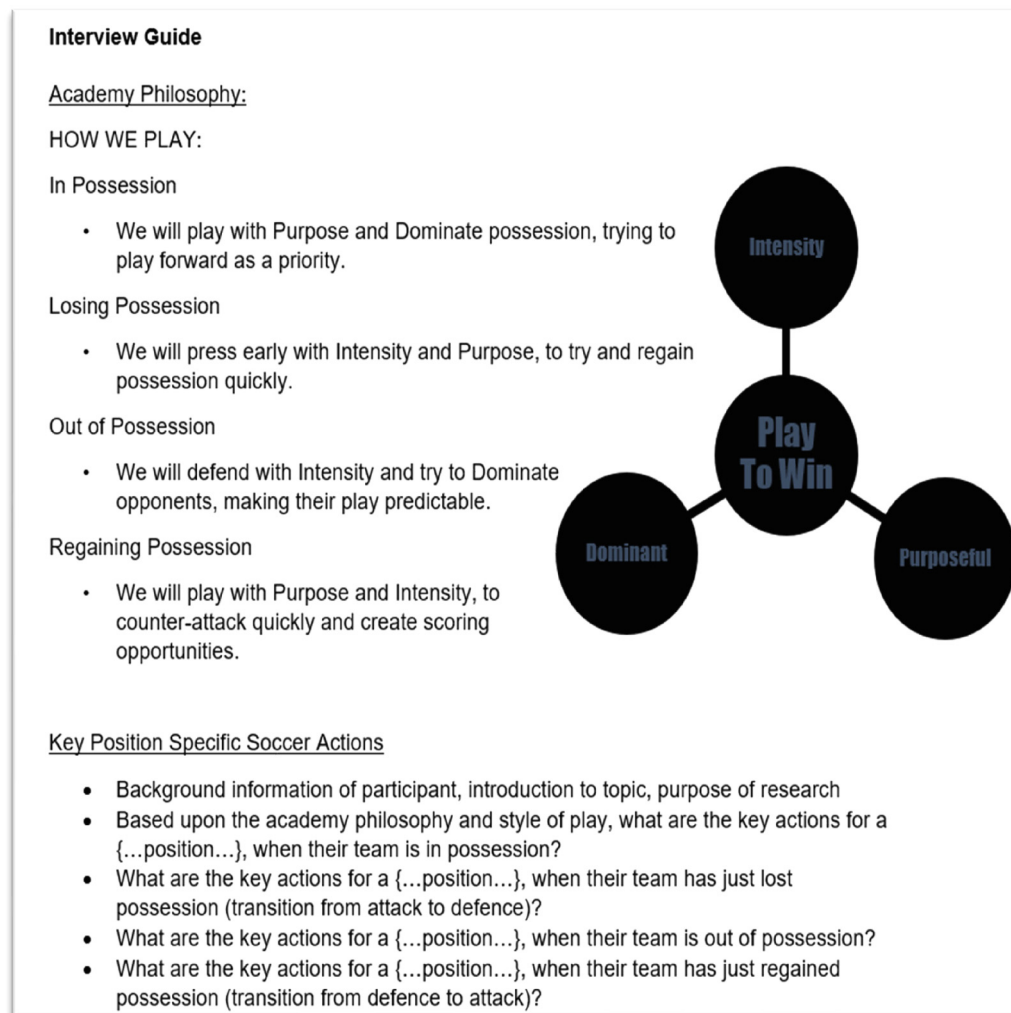 Interview Guide
Academy Philosophy:
HOW WE PLAY:
In Possession
• We will play with Purpose and Dominate possession, trying to
play forward as a priority.
Losing Possession
• We will press early with Intensity and Purpose, to try and regain
possession quickly.
Out of Possession
• We will defend with Intensity and try to Dominate
opponents, making their play predictable.
Regaining Possession
• We will play with Purpose and Intensity, to
counter-attack quickly and create scoring
opportunities.
Intensity
Play
To Win
Dominant
Purposeful
Key Position Specific Soccer Actions
• Background information of participant, introduction to topic, purpose of research
• Based upon the academy philosophy and style of play, what are the key actions for a
{…position…}, when their team is in possession?
• What are the key actions for a {…position…}, when their team has just lost
possession (transition from attack to defence)?
• What are the key actions for a {…position…}, when their team is out of possession?
• What are the key actions for a {…position…}, when their team has just regained
possession (transition from defence to attack)?